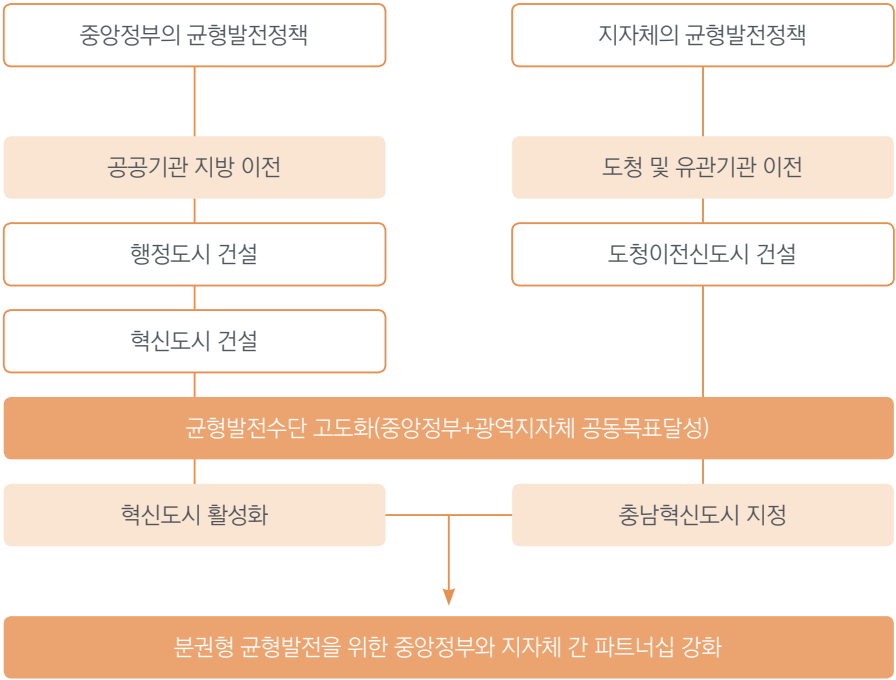 중앙정부의 균형발전정책
지자체의 균형발전정책
공공기관 지방 이전
도청 및 유관기관 이전
행정도시 건설
도청이전신도시 건설
혁신도시 건설
균형발전수단 고도화(중앙정부+광역지자체 공동목표달성)
혁신도시 활성화
충남혁신도시 지정
분권형 균형발전을 위한 중앙정부와 지자체 간 파트너십 강화